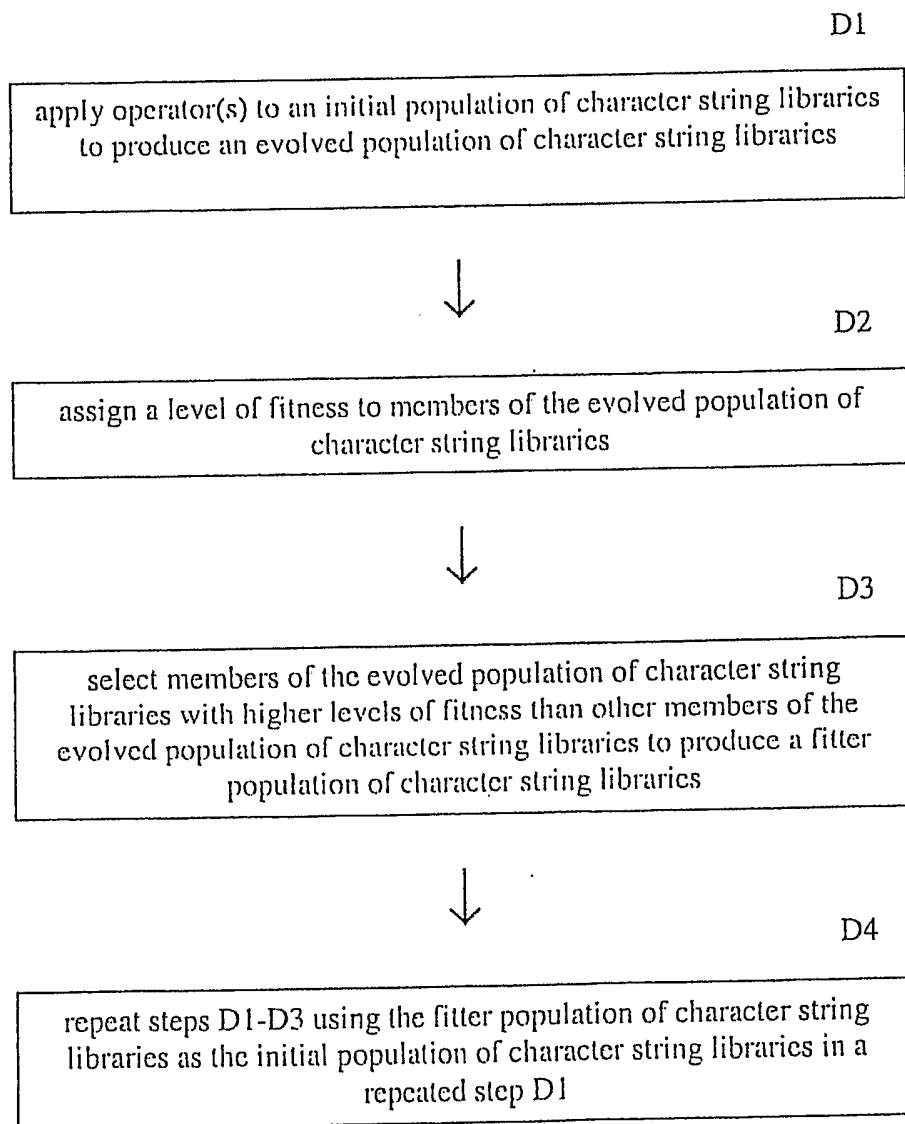 D1
apply operator(s) to an initial population of character string libraries
to produce an evolved population of character string libraries
D2
assign a level of fitness to members of the evolved population of
character string libraries
D3
select members of the evolved population of character string
libraries with higher levels of fitness than other members of the
evolved population of character string libraries to produce a fitter
population of character string libraries
D4
repeat steps D1-D3 using the fitter population of character string
libraries as the initial population of character string libraries in a
repeated step D1